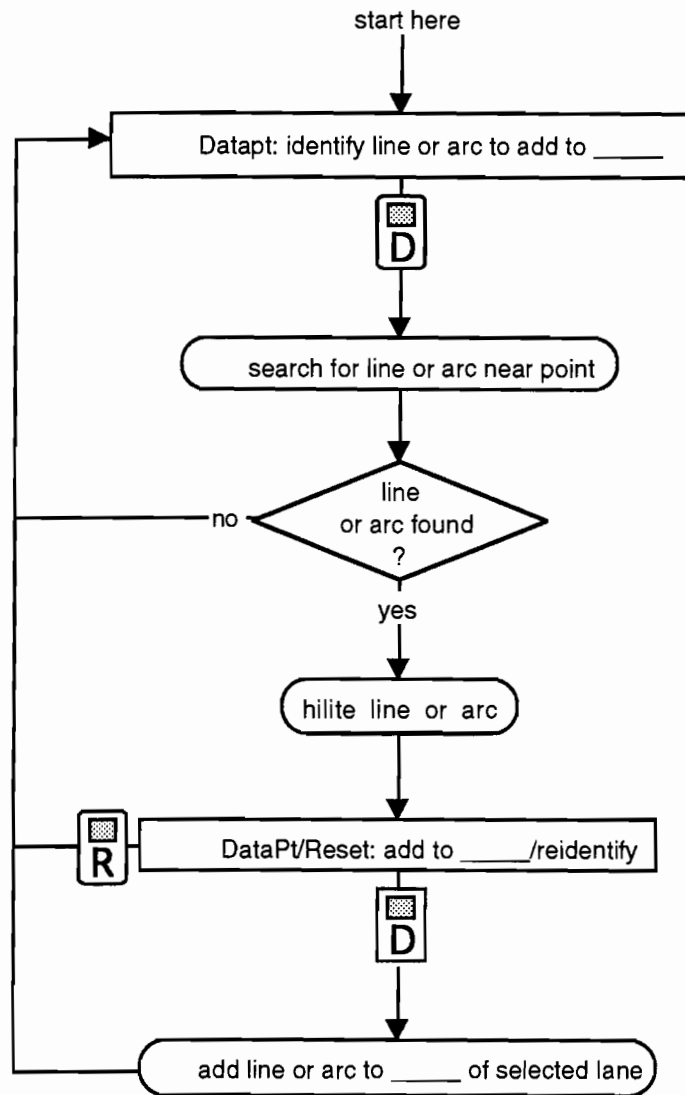 start here
Datapt: identify line or arc to add to _____
D
search for line or arc near point
line
or arc found
?
no
yes
hilite line or arc
R
DataPt/Reset: add to _____/reidentify
D
add line or arc to _____ of selected lane